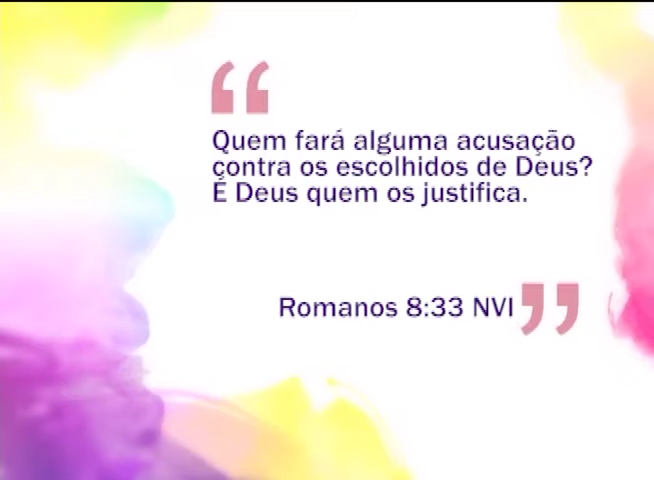 “
Quem fará alguma acusação
contra os escolhidos de Deus?
É Deus quem os justifica.
Romanos 8:33 NVI ”